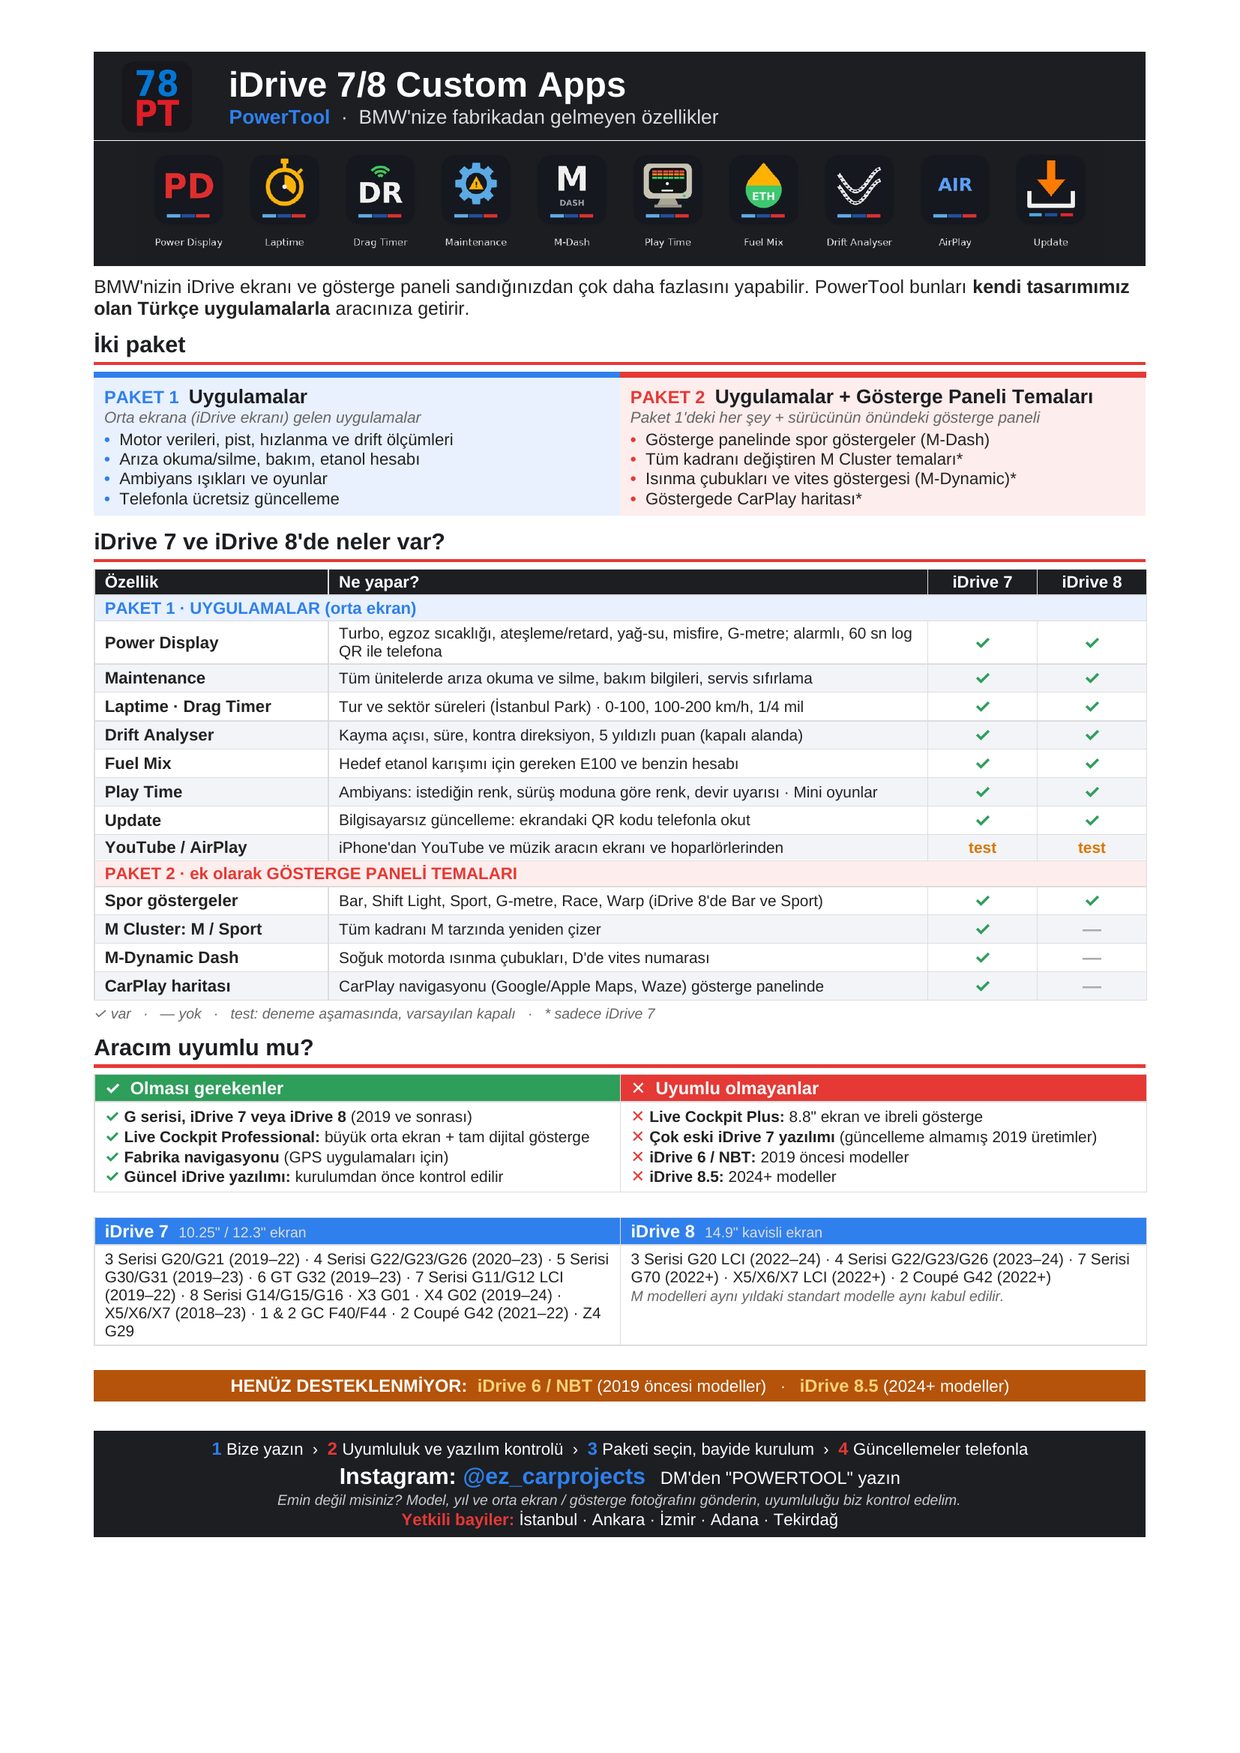 78
PT
iDrive 7/8 Custom Apps
PowerTool · BMW'nize fabrikadan gelmeyen özellikler
PD
DR
M
DASH
ETH
AIR
Power Display
Laptime
Drag Timer
Maintenance
M-Dash
Play Time
Fuel Mix
Drift Analyser
AirPlay
Update
BMW'nizin iDrive ekranı ve gösterge paneli sandığınızdan çok daha fazlasını yapabilir. PowerTool bunları kendi tasarımımız
olan Türkçe uygulamalarla aracınıza getirir.
İki paket
PAKET 1 Uygulamalar
Orta ekrana (iDrive ekranı) gelen uygulamalar
• Motor verileri, pist, hızlanma ve drift ölçümleri
• Arıza okuma/silme, bakım, etanol hesabı
• Ambiyans ışıkları ve oyunlar
• Telefonla ücretsiz güncelleme
PAKET 2 Uygulamalar + Gösterge Paneli Temaları
Paket 1'deki her şey + sürücünün önündeki gösterge paneli
• Gösterge panelinde spor göstergeler (M-Dash)
• Tüm kadranı değiştiren M Cluster temaları*
• Isınma çubukları ve vites göstergesi (M-Dynamic)*
• Göstergede CarPlay haritası*
iDrive 7 ve iDrive 8'de neler var?
Özellik Ne yapar? iDrive 7 iDrive 8
PAKET 1 · UYGULAMALAR (orta ekran)
Power Display Turbo, egzoz sıcaklığı, ateşleme/retard, yağ-su, misfire, G-metre; alarmlı, 60 sn log
QR ile telefona ✓ ✓
Maintenance Tüm ünitelerde arıza okuma ve silme, bakım bilgileri, servis sıfırlama ✓ ✓
Laptime · Drag Timer Tur ve sektör süreleri (İstanbul Park) · 0-100, 100-200 km/h, 1/4 mil ✓ ✓
Drift Analyser Kayma açısı, süre, kontra direksiyon, 5 yıldızlı puan (kapalı alanda) ✓ ✓
Fuel Mix Hedef etanol karışımı için gereken E100 ve benzin hesabı ✓ ✓
Play Time Ambiyans: istediğin renk, sürüş moduna göre renk, devir uyarısı · Mini oyunlar ✓ ✓
Update Bilgisayarsız güncelleme: ekrandaki QR kodu telefonla okut ✓ ✓
YouTube / AirPlay iPhone'dan YouTube ve müzik aracın ekranı ve hoparlörlerinden test test
PAKET 2 · ek olarak GÖSTERGE PANELİ TEMALARI
Spor göstergeler Bar, Shift Light, Sport, G-metre, Race, Warp (iDrive 8'de Bar ve Sport) ✓ ✓
M Cluster: M / Sport Tüm kadranı M tarzında yeniden çizer ✓ —
M-Dynamic Dash Soğuk motorda ısınma çubukları, D'de vites numarası ✓ —
CarPlay haritası CarPlay navigasyonu (Google/Apple Maps, Waze) gösterge panelinde ✓ —
✓ var · — yok · test: deneme aşamasında, varsayılan kapalı · * sadece iDrive 7
Aracım uyumlu mu?
✓ Olması gerekenler
✓ G serisi, iDrive 7 veya iDrive 8 (2019 ve sonrası)
✓ Live Cockpit Professional: büyük orta ekran + tam dijital gösterge
✓ Fabrika navigasyonu (GPS uygulamaları için)
✓ Güncel iDrive yazılımı: kurulumdan önce kontrol edilir
✕ Uyumlu olmayanlar
✕ Live Cockpit Plus: 8.8" ekran ve ibreli gösterge
✕ Çok eski iDrive 7 yazılımı (güncelleme almamış 2019 üretimler)
✕ iDrive 6 / NBT: 2019 öncesi modeller
✕ iDrive 8.5: 2024+ modeller
iDrive 7 10.25" / 12.3" ekran
3 Serisi G20/G21 (2019–22) · 4 Serisi G22/G23/G26 (2020–23) · 5 Serisi
G30/G31 (2019–23) · 6 GT G32 (2019–23) · 7 Serisi G11/G12 LCI
(2019–22) · 8 Serisi G14/G15/G16 · X3 G01 · X4 G02 (2019–24) ·
X5/X6/X7 (2018–23) · 1 & 2 GC F40/F44 · 2 Coupé G42 (2021–22) · Z4
G29
iDrive 8 14.9" kavisli ekran
3 Serisi G20 LCI (2022–24) · 4 Serisi G22/G23/G26 (2023–24) · 7 Serisi
G70 (2022+) · X5/X6/X7 LCI (2022+) · 2 Coupé G42 (2022+)
M modelleri aynı yıldaki standart modelle aynı kabul edilir.
HENÜZ DESTEKLENMİYOR: iDrive 6 / NBT (2019 öncesi modeller) · iDrive 8.5 (2024+ modeller)
1 Bize yazın › 2 Uyumluluk ve yazılım kontrolü › 3 Paketi seçin, bayide kurulum › 4 Güncellemeler telefonla
Instagram: @ez_carprojects DM'den "POWERTOOL" yazın
Emin değil misiniz? Model, yıl ve orta ekran / gösterge fotoğrafını gönderin, uyumluluğu biz kontrol edelim.
Yetkili bayiler: İstanbul · Ankara · İzmir · Adana · Tekirdağ